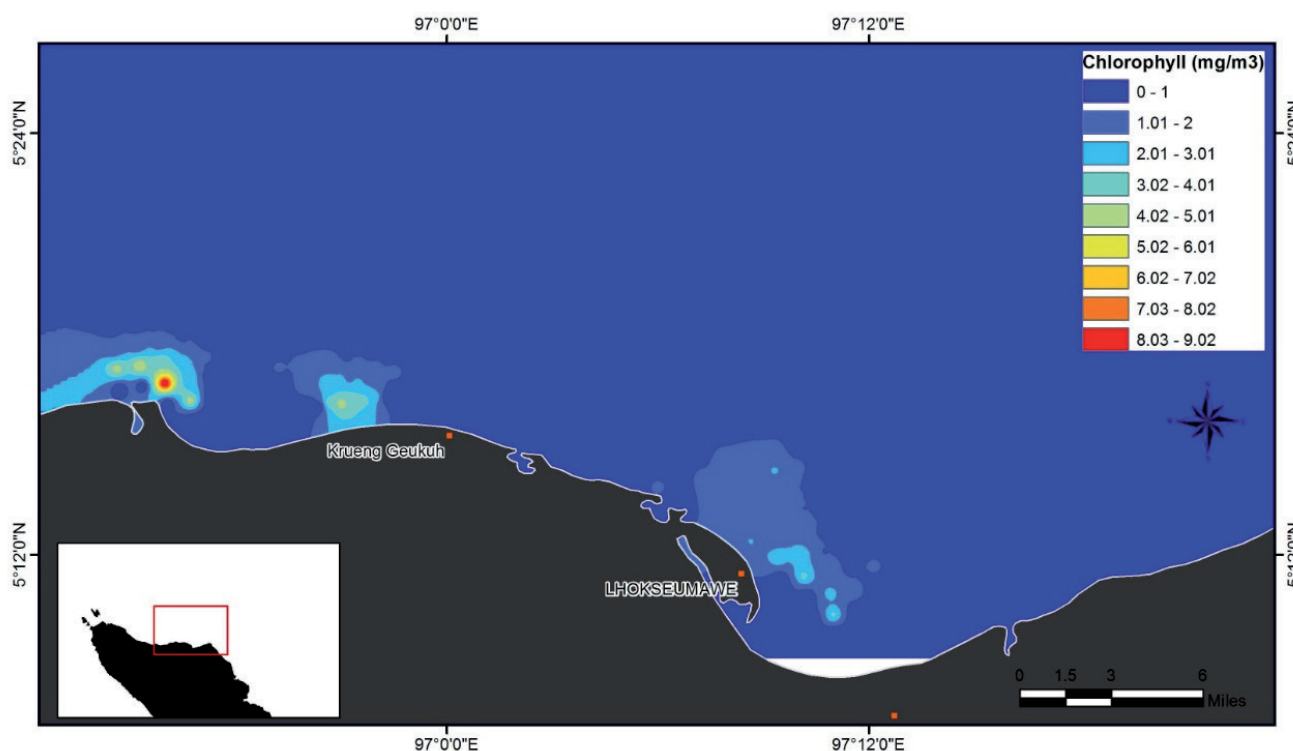 97°0'0"E
97°12'0"E
Chlorophyll (mg/m3)
0 - 1
1.01 - 2
2.01 - 3.01
3.02 - 4.01
4.02 - 5.01
5.02 - 6.01
6.02 - 7.02
7.03 - 8.02
8.03 - 9.02
5°24'0"N
5°24'0"N
Krueng Geukuh
5°12'0"N
5°12'0"N
LHOKSEUMAWE
0 1.5 3 6
Miles
97°0'0"E
97°12'0"E